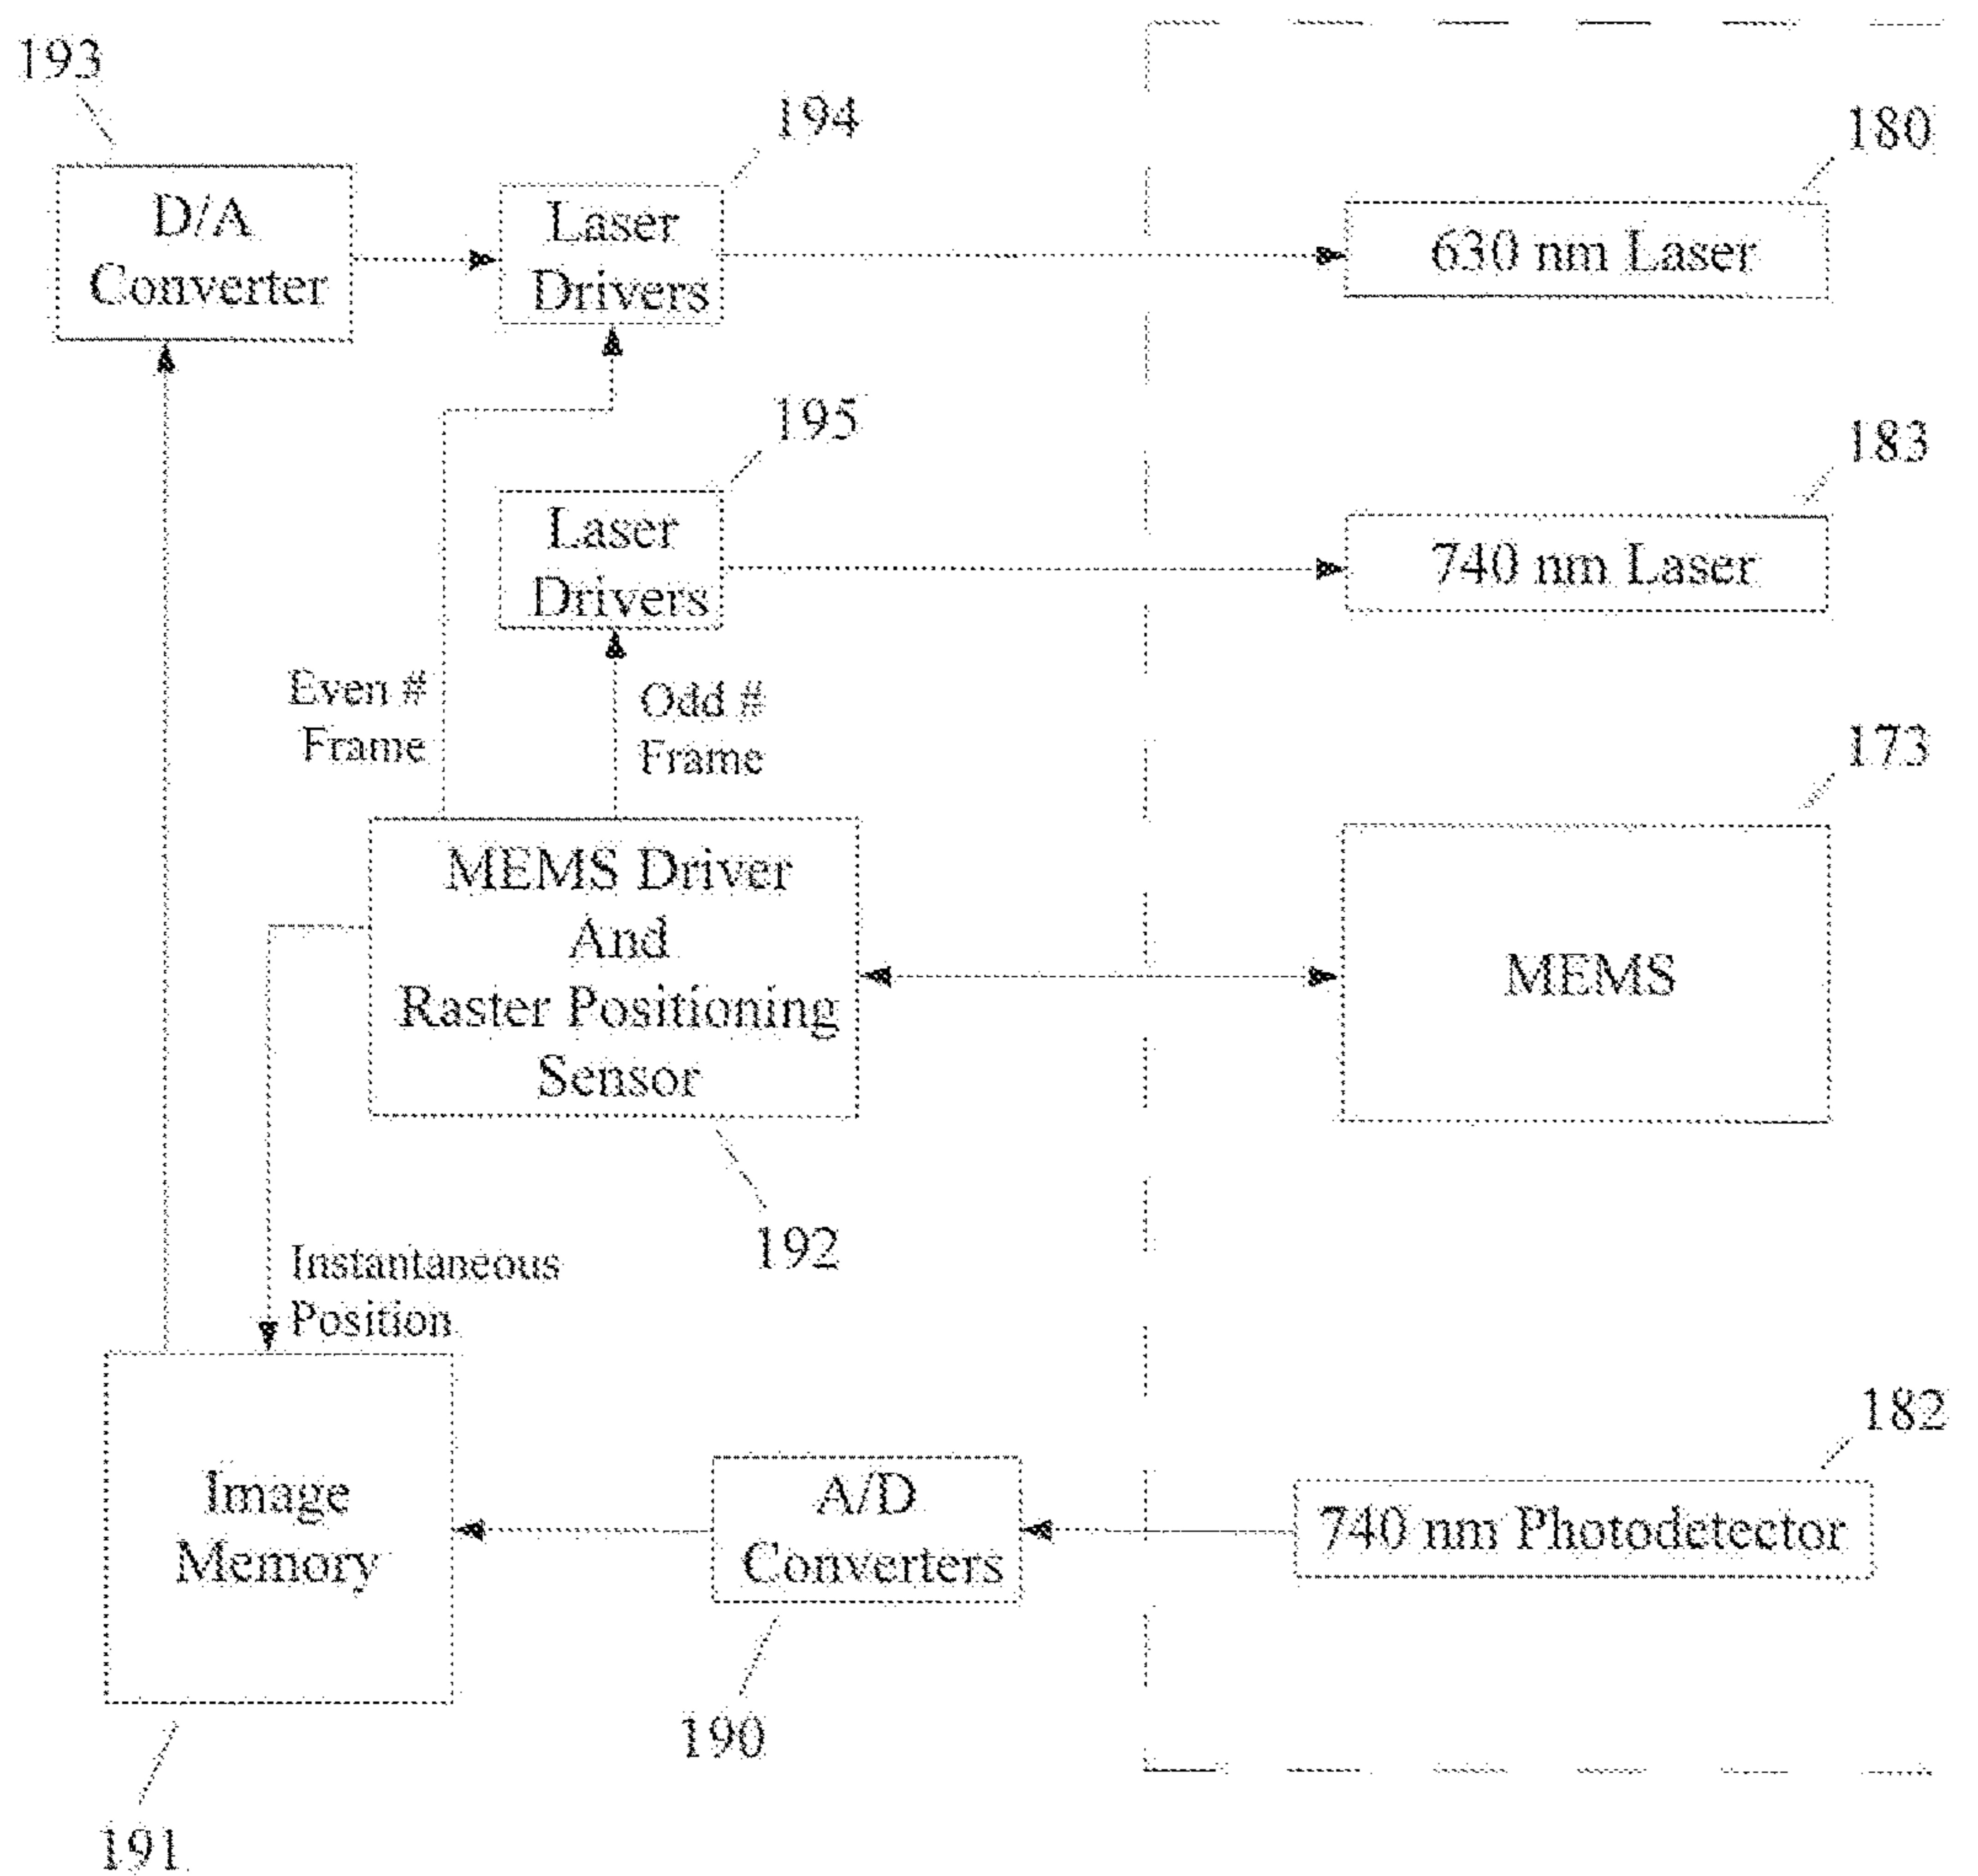 193
194
180
D/A
Converter
Laser
Drivers
630 nm Laser
195
183
Laser
Drivers
740 nm Laser
Even #
Frame
Odd #
Frame
173
MEMS Driver
And
Raster Positioning
Sensor
MEMS
192
Instantaneous
Position
182
Image
Memory
A/D
Converters
740 nm Photodetector
190
191